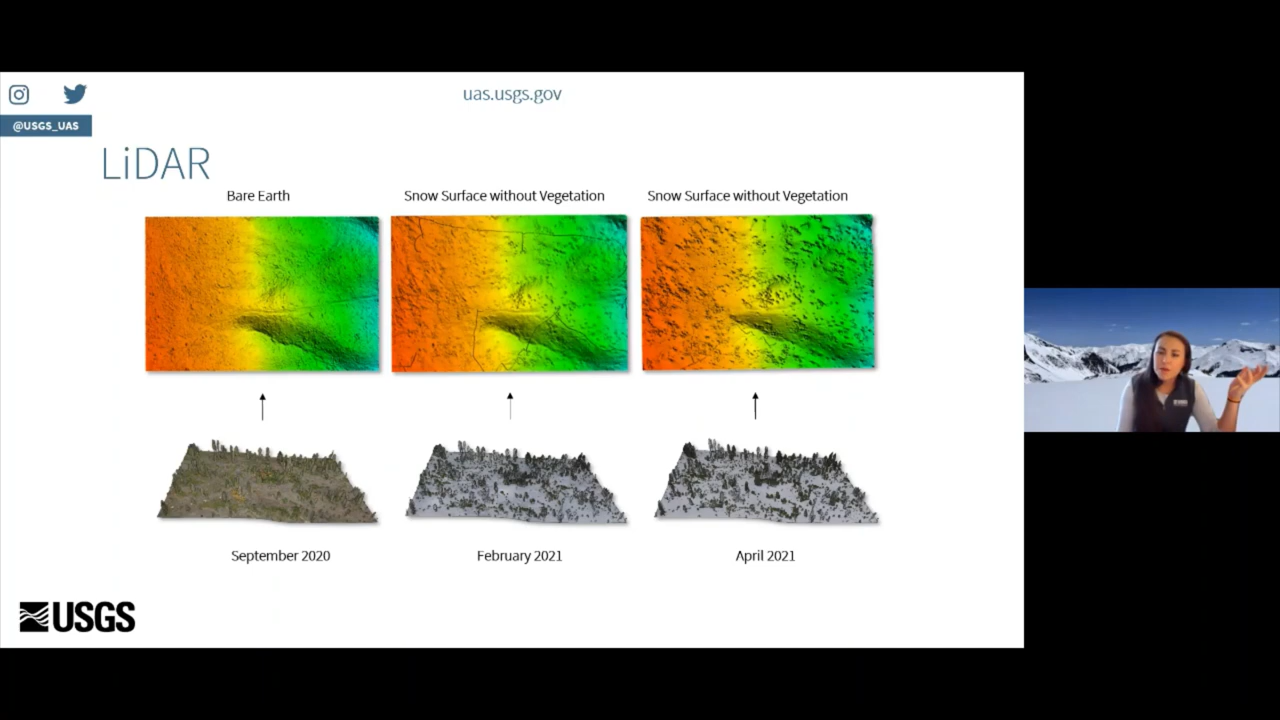 uas.usgs.gov
@USGS_UAS
LiDAR
Bare Earth
Snow Surface without Vegetation
Snow Surface without Vegetation
September 2020
February 2021
April 2021
USGS